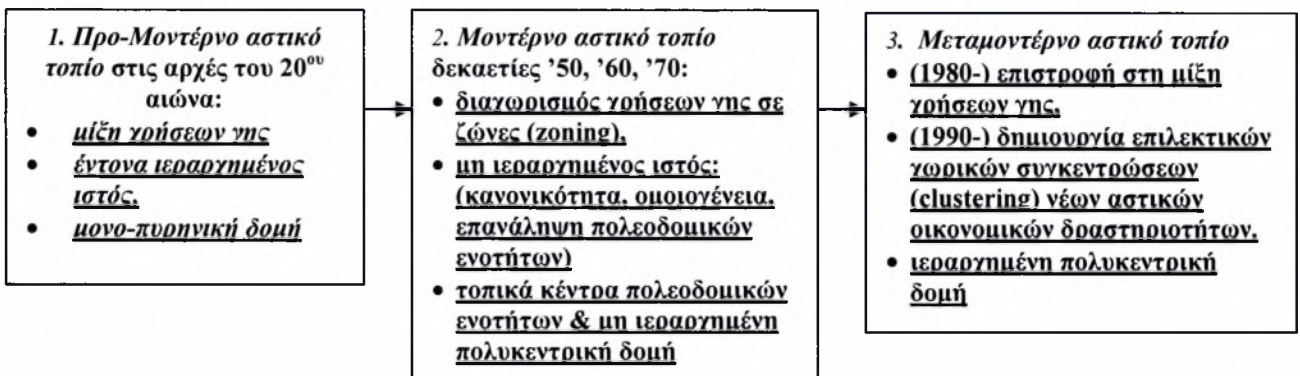 1. Προ-Μοντέρνο αστικό
τοπίο στις αρχές του 20ου
αιώνα:
• μίξη χρήσεων γης
• έντονα ιεραρχημένος
ιστός.
• μονο-πυρηνική δομή
2. Μοντέρνο αστικό τοπίο
δεκαετίες ’50, ’60, ’70:
• διαχωρισμός χρήσεων γης σε
ζώνες (zoning).
• μη ιεραρχημένος ιστός:
(κανονικότητα, ομοιογένεια,
επανάληψη πολεοδομικών
ενοτήτων)
• τοπικά κέντρα πολεοδομικών
ενοτήτων & μη ιεραρχημένη
πολυκεντρική δομή
3. Μεταμοντέρνο αστικό τοπίο
• (1980-) επιστροφή στη μίξη
χρήσεων γης.
• (1990-) δημιουργία επιλεκτικών
χωρικών συγκεντρώσεων
(clustering) νέων αστικών
οικονομικών δραστηριοτήτων.
• ιεραρχημένη πολυκεντρική
δομή